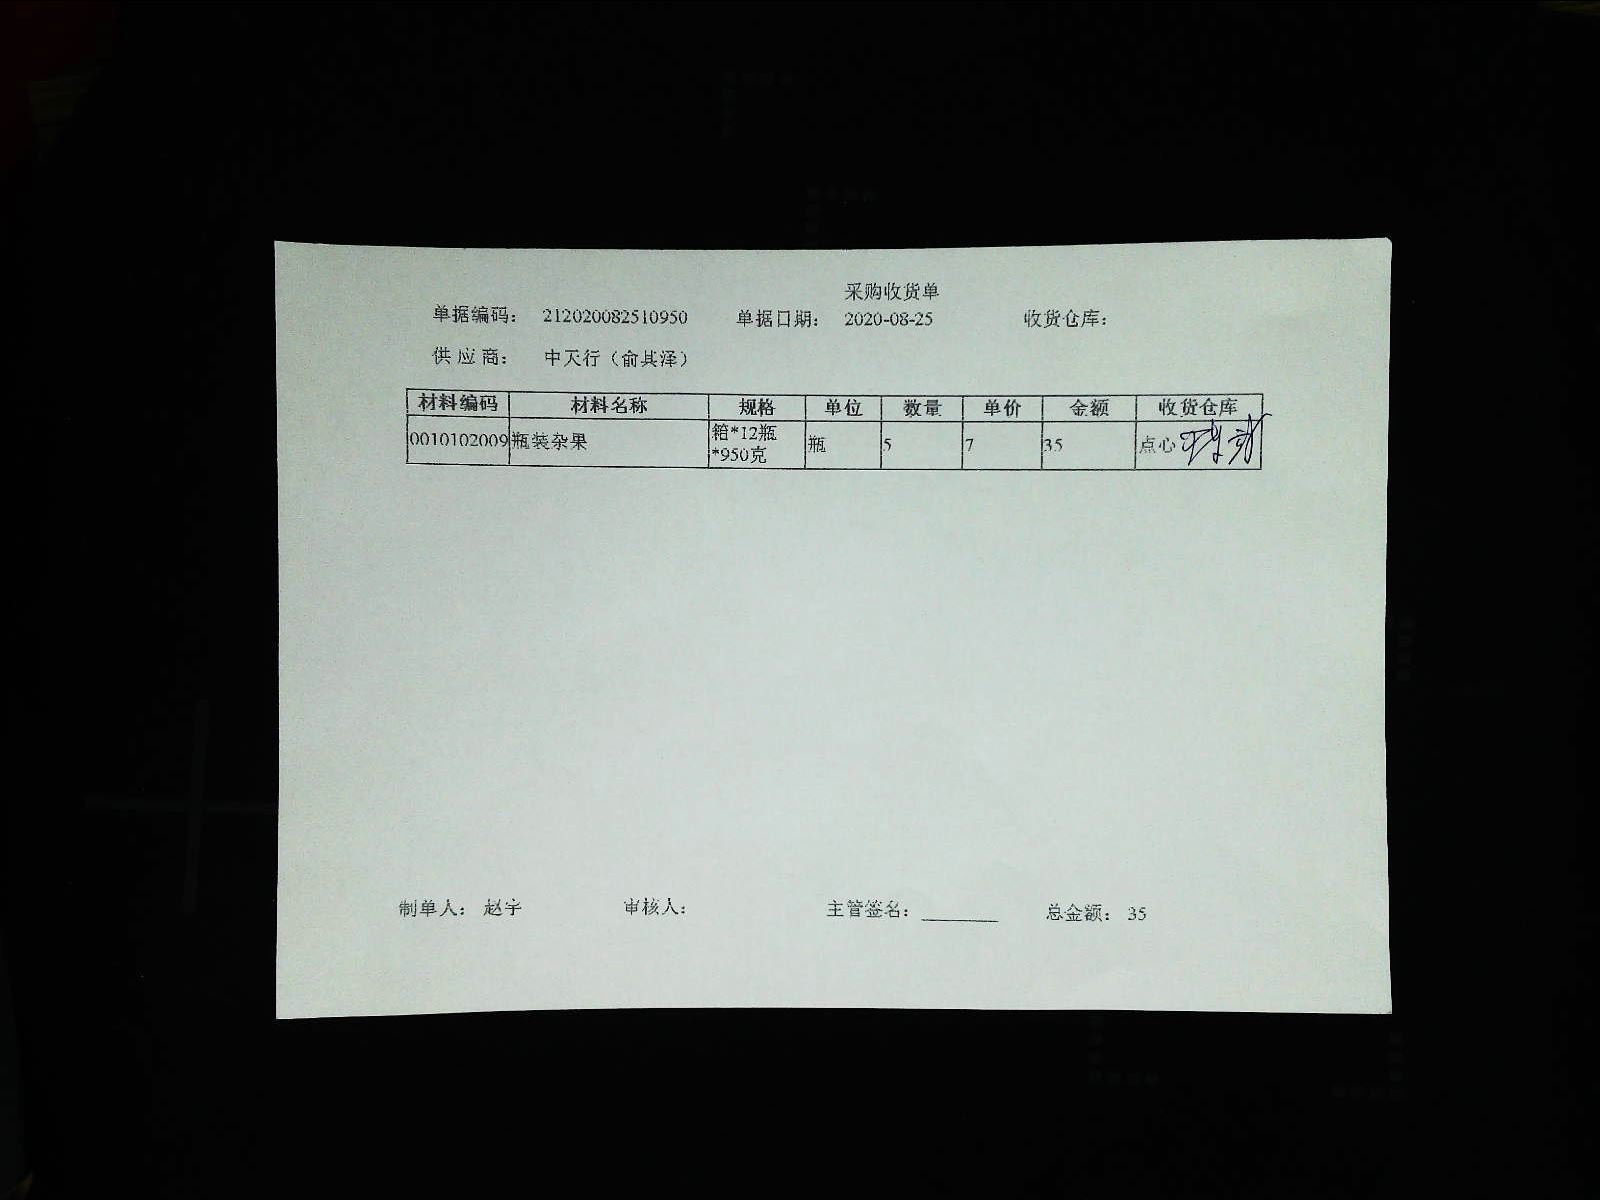 采购收货单
单据编码： 212020082510950 单据日期： 2020-08-25 收货仓库：
供应商： 中天行（俞其泽）
材料编码 材料名称 规格 单位 数量 单价 金额 收货仓库
0010102009 瓶装杂果 箱*12瓶*950克 瓶 5 7 35 点心
制单人： 赵宇 审核人： 主管签名： 总金额： 35